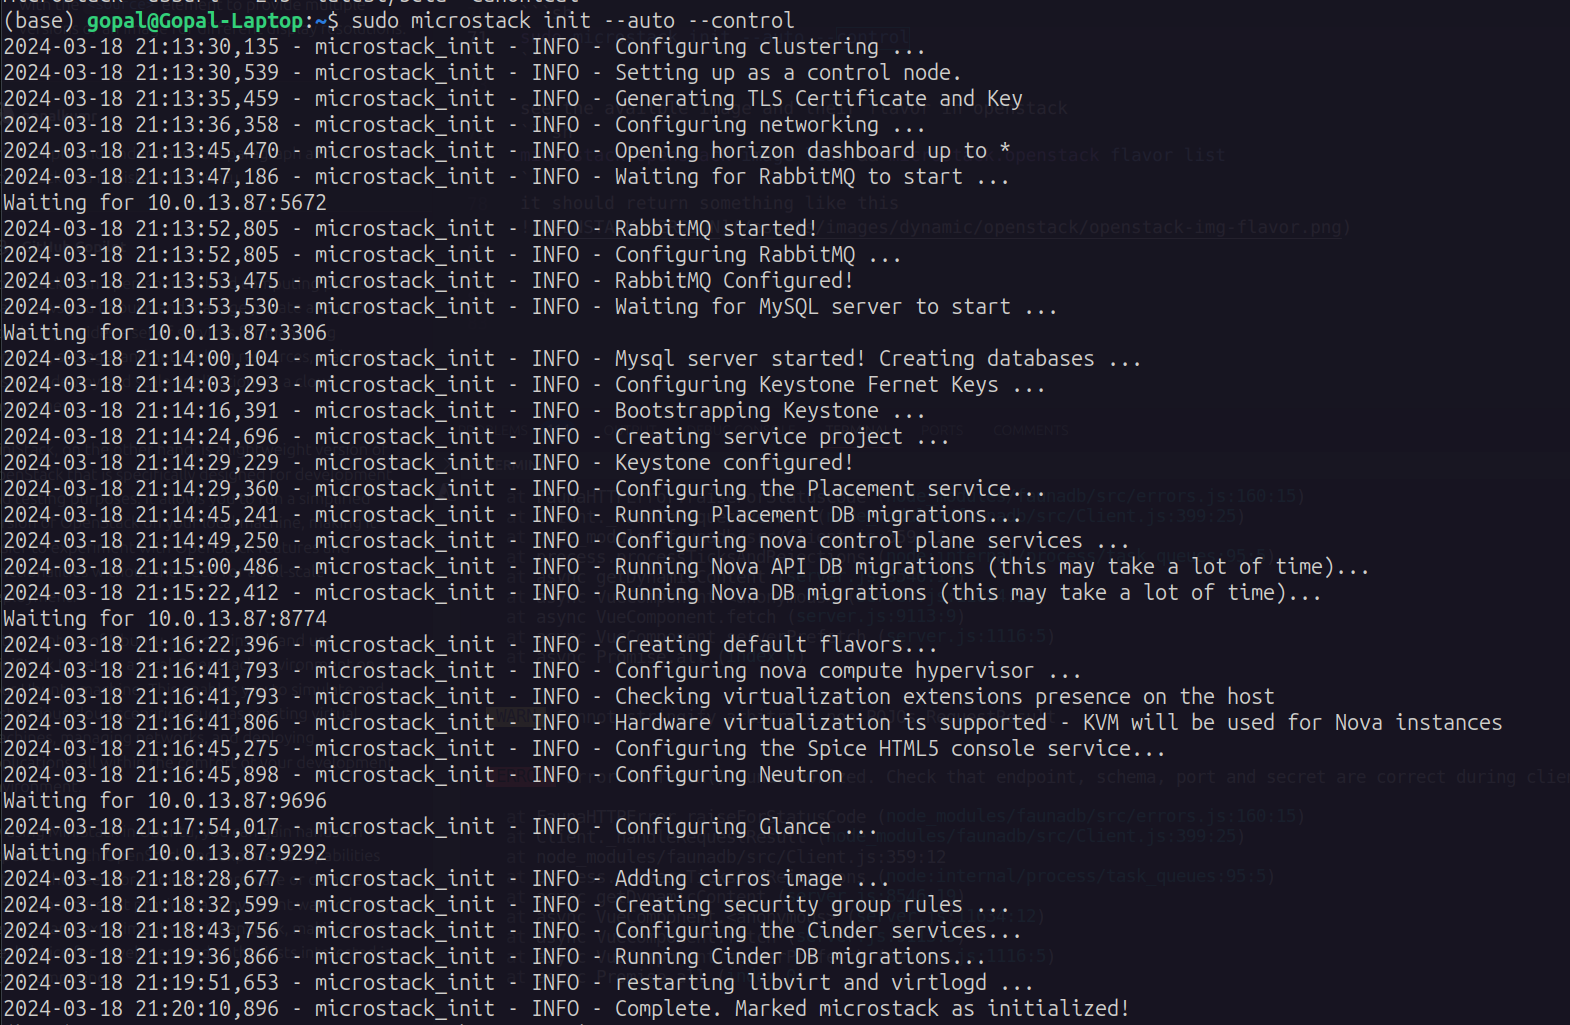 (base) gopal@Gopal-Laptop:~$ sudo microstack init --auto --control
2024-03-18 21:13:30,135 - microstack_init - INFO - Configuring clustering ...
2024-03-18 21:13:30,539 - microstack_init - INFO - Setting up as a control node.
2024-03-18 21:13:35,459 - microstack_init - INFO - Generating TLS Certificate and Key
2024-03-18 21:13:36,358 - microstack_init - INFO - Configuring networking ...
2024-03-18 21:13:45,470 - microstack_init - INFO - Opening horizon dashboard up to *
2024-03-18 21:13:47,186 - microstack_init - INFO - Waiting for RabbitMQ to start ...
Waiting for 10.0.13.87:5672
2024-03-18 21:13:52,805 - microstack_init - INFO - RabbitMQ started!
2024-03-18 21:13:52,805 - microstack_init - INFO - Configuring RabbitMQ ...
2024-03-18 21:13:53,475 - microstack_init - INFO - RabbitMQ Configured!
2024-03-18 21:13:53,530 - microstack_init - INFO - Waiting for MySQL server to start ...
Waiting for 10.0.13.87:3306
2024-03-18 21:14:00,104 - microstack_init - INFO - Mysql server started! Creating databases ...
2024-03-18 21:14:03,293 - microstack_init - INFO - Configuring Keystone Fernet Keys ...
2024-03-18 21:14:16,391 - microstack_init - INFO - Bootstrapping Keystone ...
2024-03-18 21:14:24,696 - microstack_init - INFO - Creating service project ...
2024-03-18 21:14:29,229 - microstack_init - INFO - Keystone configured!
2024-03-18 21:14:29,360 - microstack_init - INFO - Configuring the Placement service...
2024-03-18 21:14:45,241 - microstack_init - INFO - Running Placement DB migrations...
2024-03-18 21:14:49,250 - microstack_init - INFO - Configuring nova control plane services ...
2024-03-18 21:15:00,486 - microstack_init - INFO - Running Nova API DB migrations (this may take a lot of time)...
2024-03-18 21:15:22,412 - microstack_init - INFO - Running Nova DB migrations (this may take a lot of time)...
Waiting for 10.0.13.87:8774
2024-03-18 21:16:22,396 - microstack_init - INFO - Creating default flavors...
2024-03-18 21:16:41,793 - microstack_init - INFO - Configuring nova compute hypervisor ...
2024-03-18 21:16:41,793 - microstack_init - INFO - Checking virtualization extensions presence on the host
2024-03-18 21:16:41,806 - microstack_init - INFO - Hardware virtualization is supported - KVM will be used for Nova instances
2024-03-18 21:16:45,275 - microstack_init - INFO - Configuring the Spice HTML5 console service...
2024-03-18 21:16:45,898 - microstack_init - INFO - Configuring Neutron
Waiting for 10.0.13.87:9696
2024-03-18 21:17:54,017 - microstack_init - INFO - Configuring Glance ...
Waiting for 10.0.13.87:9292
2024-03-18 21:18:28,677 - microstack_init - INFO - Adding cirros image ...
2024-03-18 21:18:32,599 - microstack_init - INFO - Creating security group rules ...
2024-03-18 21:18:43,756 - microstack_init - INFO - Configuring the Cinder services...
2024-03-18 21:19:36,866 - microstack_init - INFO - Running Cinder DB migrations...
2024-03-18 21:19:51,653 - microstack_init - INFO - restarting libvirt and virtlogd ...
2024-03-18 21:20:10,896 - microstack_init - INFO - Complete. Marked microstack as initialized!